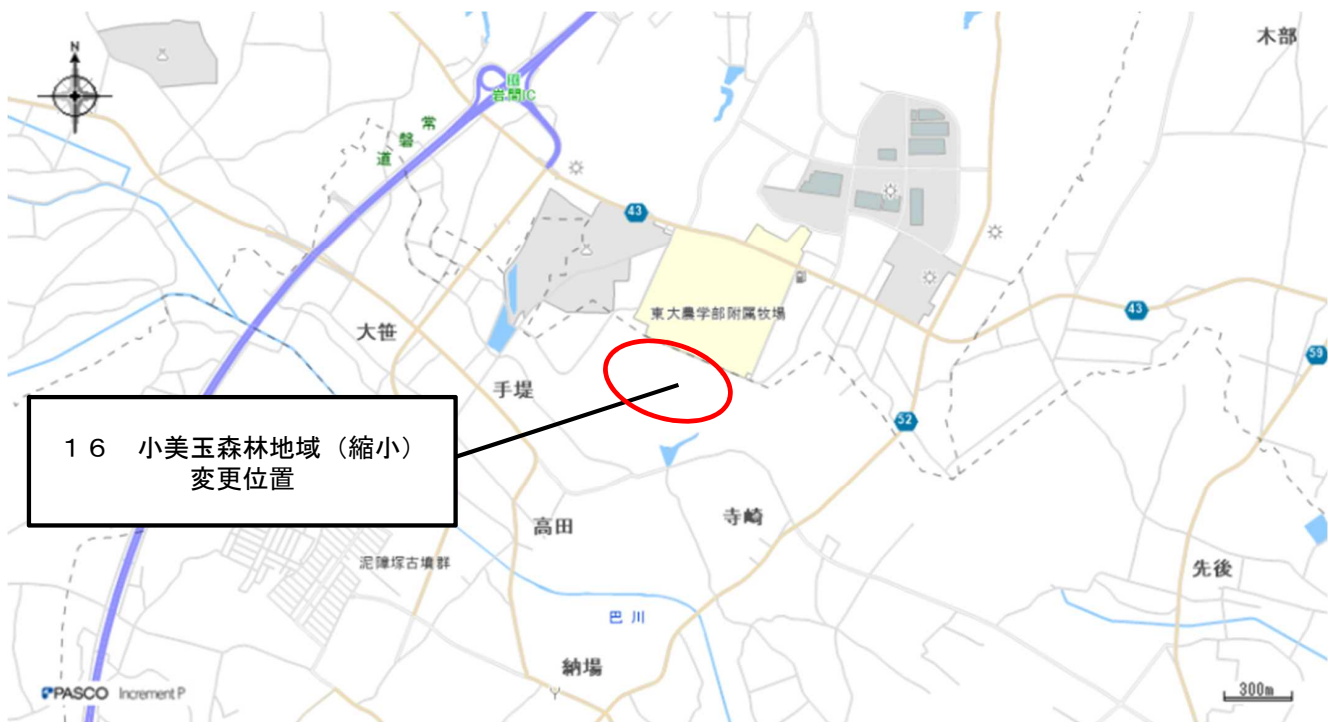 木部
N
岩間IC
常
磐
道
43
東大農学部附属牧場
大笹
43
59
手堤
52
１６　小美玉森林地域（縮小）
変更位置
高田
寺崎
泥障塚古墳群
先後
巴川
納場
PASCO Increment P
300m